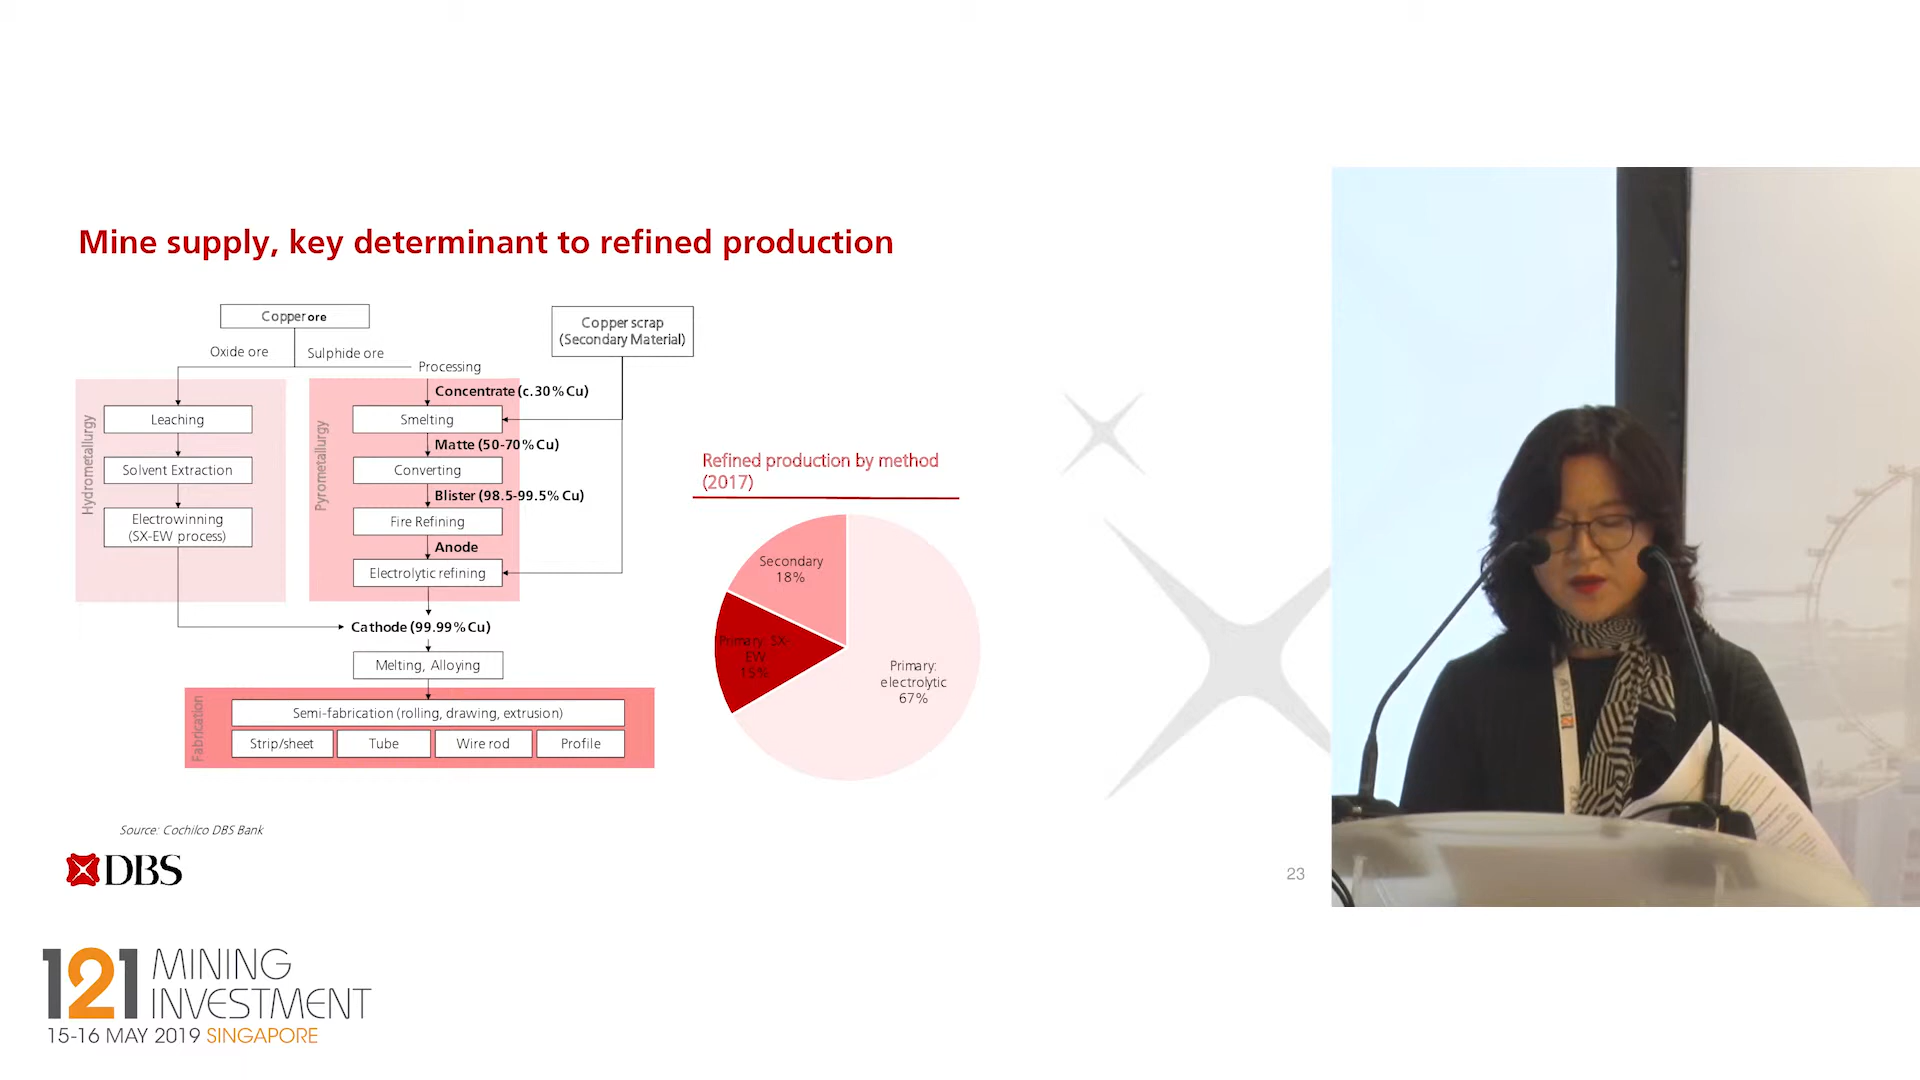 Mine supply, key determinant to refined production
Copper ore
Copper scrap
(Secondary Material)
Oxide ore
Sulphide ore
Processing
Concentrate (c.30% Cu)
Hydrometallurgy
Leaching
Solvent Extraction
Electrowinning
(SX-EW process)
Pyrometallurgy
Smelting
Matte (50-70% Cu)
Converting
Blister (98.5-99.5% Cu)
Fire Refining
Anode
Electrolytic refining
Cathode (99.99% Cu)
Melting, Alloying
Fabrication
Semi-fabrication (rolling, drawing, extrusion)
Strip/sheet
Tube
Wire rod
Profile
Refined production by method
(2017)
Secondary
18%
Primary: SX-
EW
15%
Primary:
electrolytic
67%
Source: Cochilco DBS Bank
DBS
23
121 MINING
INVESTMENT
15-16 MAY 2019 SINGAPORE